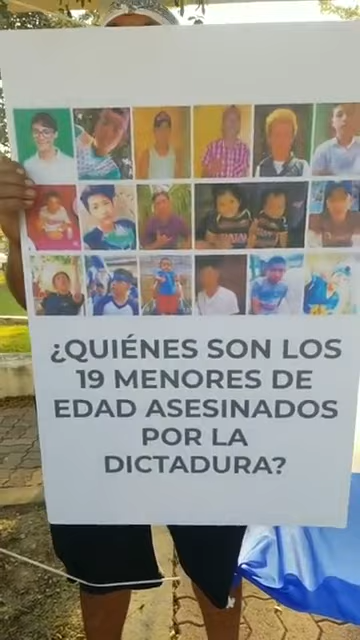 ¿QUIÉNES SON LOS
19 MENORES DE
EDAD ASESINADOS
POR LA
DICTADURA?